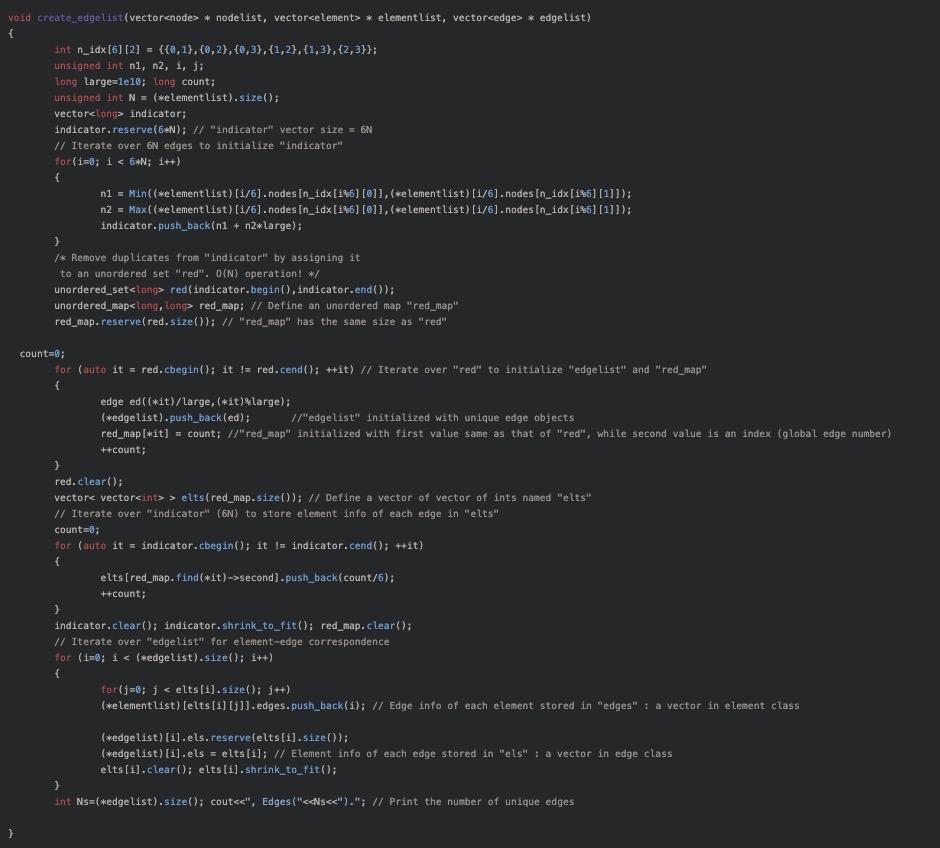 void create_edgelist(vector<node> * nodelist, vector<element> * elementlist, vector<edge> * edgelist)
{
int n_idx[6][2] = {{0,1},{0,2},{0,3},{1,2},{1,3},{2,3}};
unsigned int n1, n2, i, j;
long large=1e10; long count;
unsigned int N = (*elementlist).size();
vector<long> indicator;
indicator.reserve(6*N); // "indicator" vector size = 6N
// Iterate over 6N edges to initialize "indicator"
for(i=0; i < 6*N; i++)
{
n1 = Min((*elementlist)[i/6].nodes[n_idx[i%6][0]],(*elementlist)[i/6].nodes[n_idx[i%6][1]]);
n2 = Max((*elementlist)[i/6].nodes[n_idx[i%6][0]],(*elementlist)[i/6].nodes[n_idx[i%6][1]]);
indicator.push_back(n1 + n2*large);
}
/* Remove duplicates from "indicator" by assigning it
to an unordered set "red". O(N) operation! */
unordered_set<long> red(indicator.begin(),indicator.end());
unordered_map<long,long> red_map; // Define an unordered map "red_map"
red_map.reserve(red.size()); // "red_map" has the same size as "red"
count=0;
for (auto it = red.cbegin(); it != red.cend(); ++it) // Iterate over "red" to initialize "edgelist" and "red_map"
{
edge ed((*it)/large,(*it)%large);
(*edgelist).push_back(ed); //"edgelist" initialized with unique edge objects
red_map[*it] = count; //"red_map" initialized with first value same as that of "red", while second value is an index (global edge number)
++count;
}
red.clear();
vector< vector<int> > elts(red_map.size()); // Define a vector of vector of ints named "elts"
// Iterate over "indicator" (6N) to store element info of each edge in "elts"
count=0;
for (auto it = indicator.cbegin(); it != indicator.cend(); ++it)
{
elts[red_map.find(*it)->second].push_back(count/6);
++count;
}
indicator.clear(); indicator.shrink_to_fit(); red_map.clear();
// Iterate over "edgelist" for element-edge correspondence
for (i=0; i < (*edgelist).size(); i++)
{
for(j=0; j < elts[i].size(); j++)
(*elementlist)[elts[i][j]].edges.push_back(i); // Edge info of each element stored in "edges" : a vector in element class
(*edgelist)[i].els.reserve(elts[i].size());
(*edgelist)[i].els = elts[i]; // Element info of each edge stored in "els" : a vector in edge class
elts[i].clear(); elts[i].shrink_to_fit();
}
int Ns=(*edgelist).size(); cout<<", Edges("<<Ns<<")."; // Print the number of unique edges
}